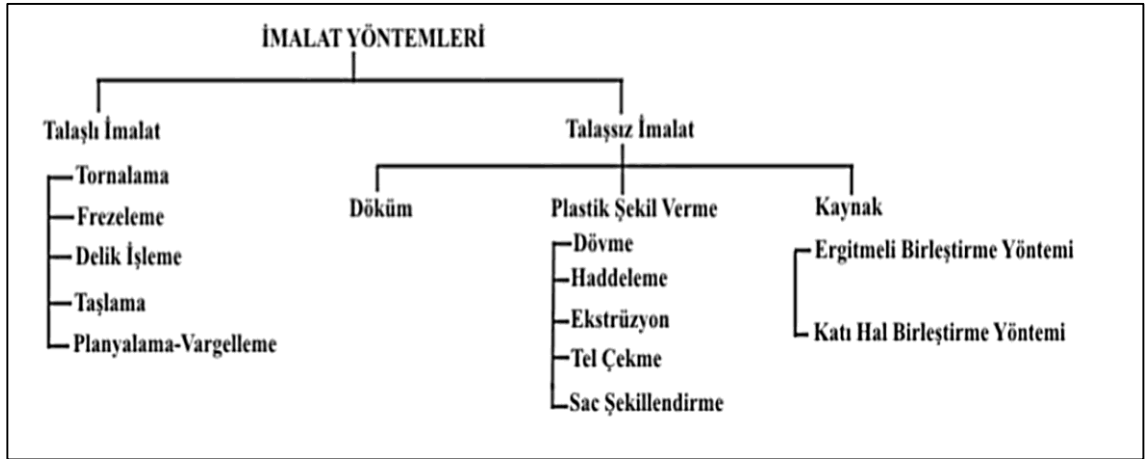 İMALAT YÖNTEMLERİ
Talaşlı İmalat
Tornalama
Frezeleme
Delik İşleme
Taşlama
Planyalama-Vargelleme
Talaşsız İmalat
Döküm
Plastik Şekil Verme
Dövme
Haddeleme
Ekstrüzyon
Tel Çekme
Sac Şekillendirme
Kaynak
Ergitmeli Birleştirme Yöntemi
Katı Hal Birleştirme Yöntemi